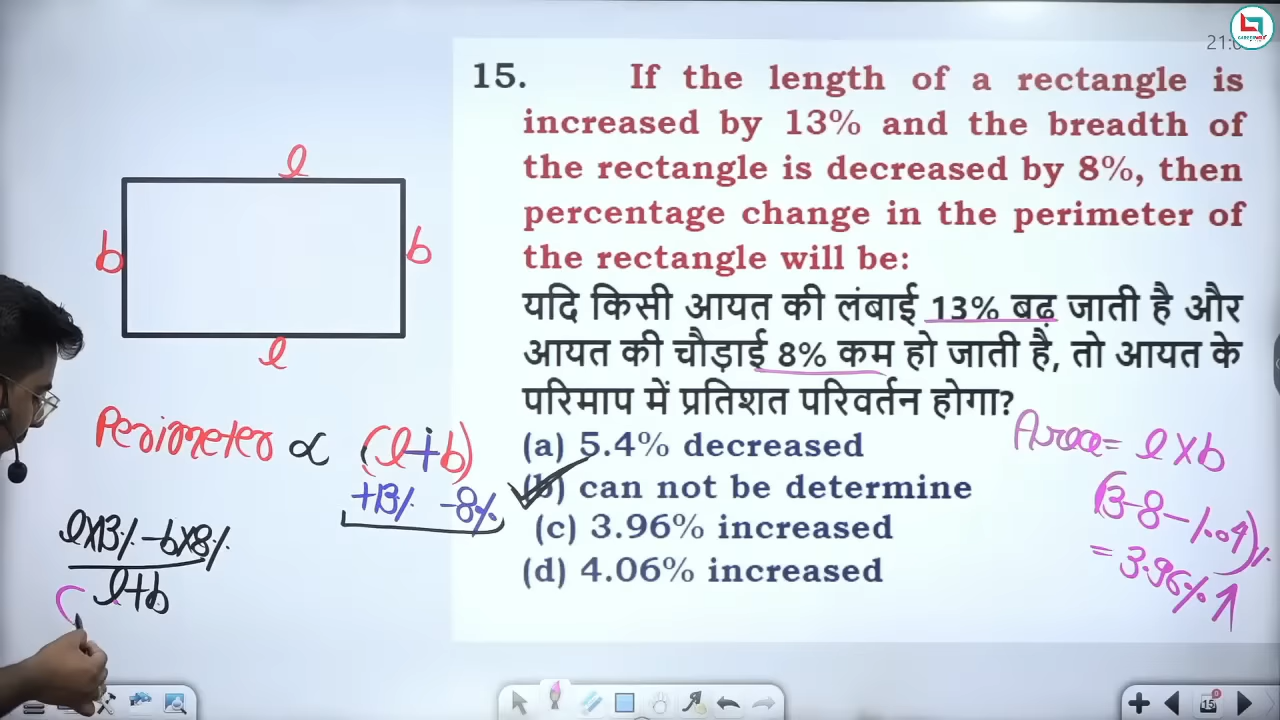 15. If the length of a rectangle is
increased by 13% and the breadth of
the rectangle is decreased by 8%, then
percentage change in the perimeter of
the rectangle will be:
यदि किसी आयत की लंबाई 13% बढ़ जाती है और
आयत की चौड़ाई 8% कम हो जाती है, तो आयत के
परिमाप में प्रतिशत परिवर्तन होगा?
(a) 5.4% decreased
(b) can not be determine
(c) 3.96% increased
(d) 4.06% increased
l
b
b
l
Perimeter ∝ (l+b)
+13% -8%
l×13% - b×8%
l+b
Area = l×b
(13-8-1.04)%
= 3.96% ↑
15